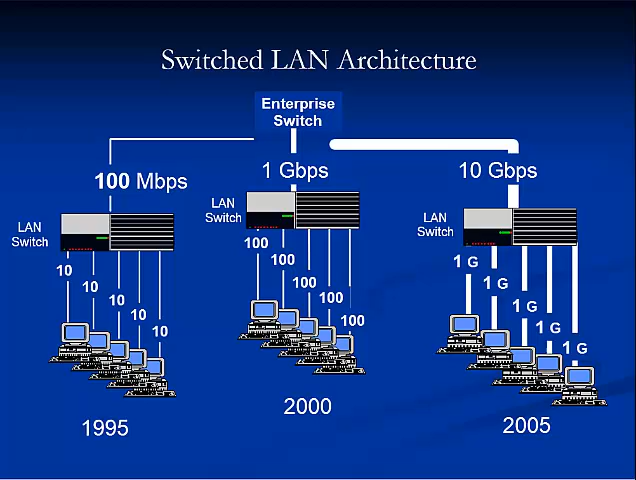 Switched LAN Architecture
Enterprise
Switch
100 Mbps
1 Gbps
10 Gbps
LAN
Switch
LAN
Switch
LAN
Switch
10
10
10
10
10
100
100
100
100
100
1 G
1 G
1 G
1 G
1 G
1995
2000
2005